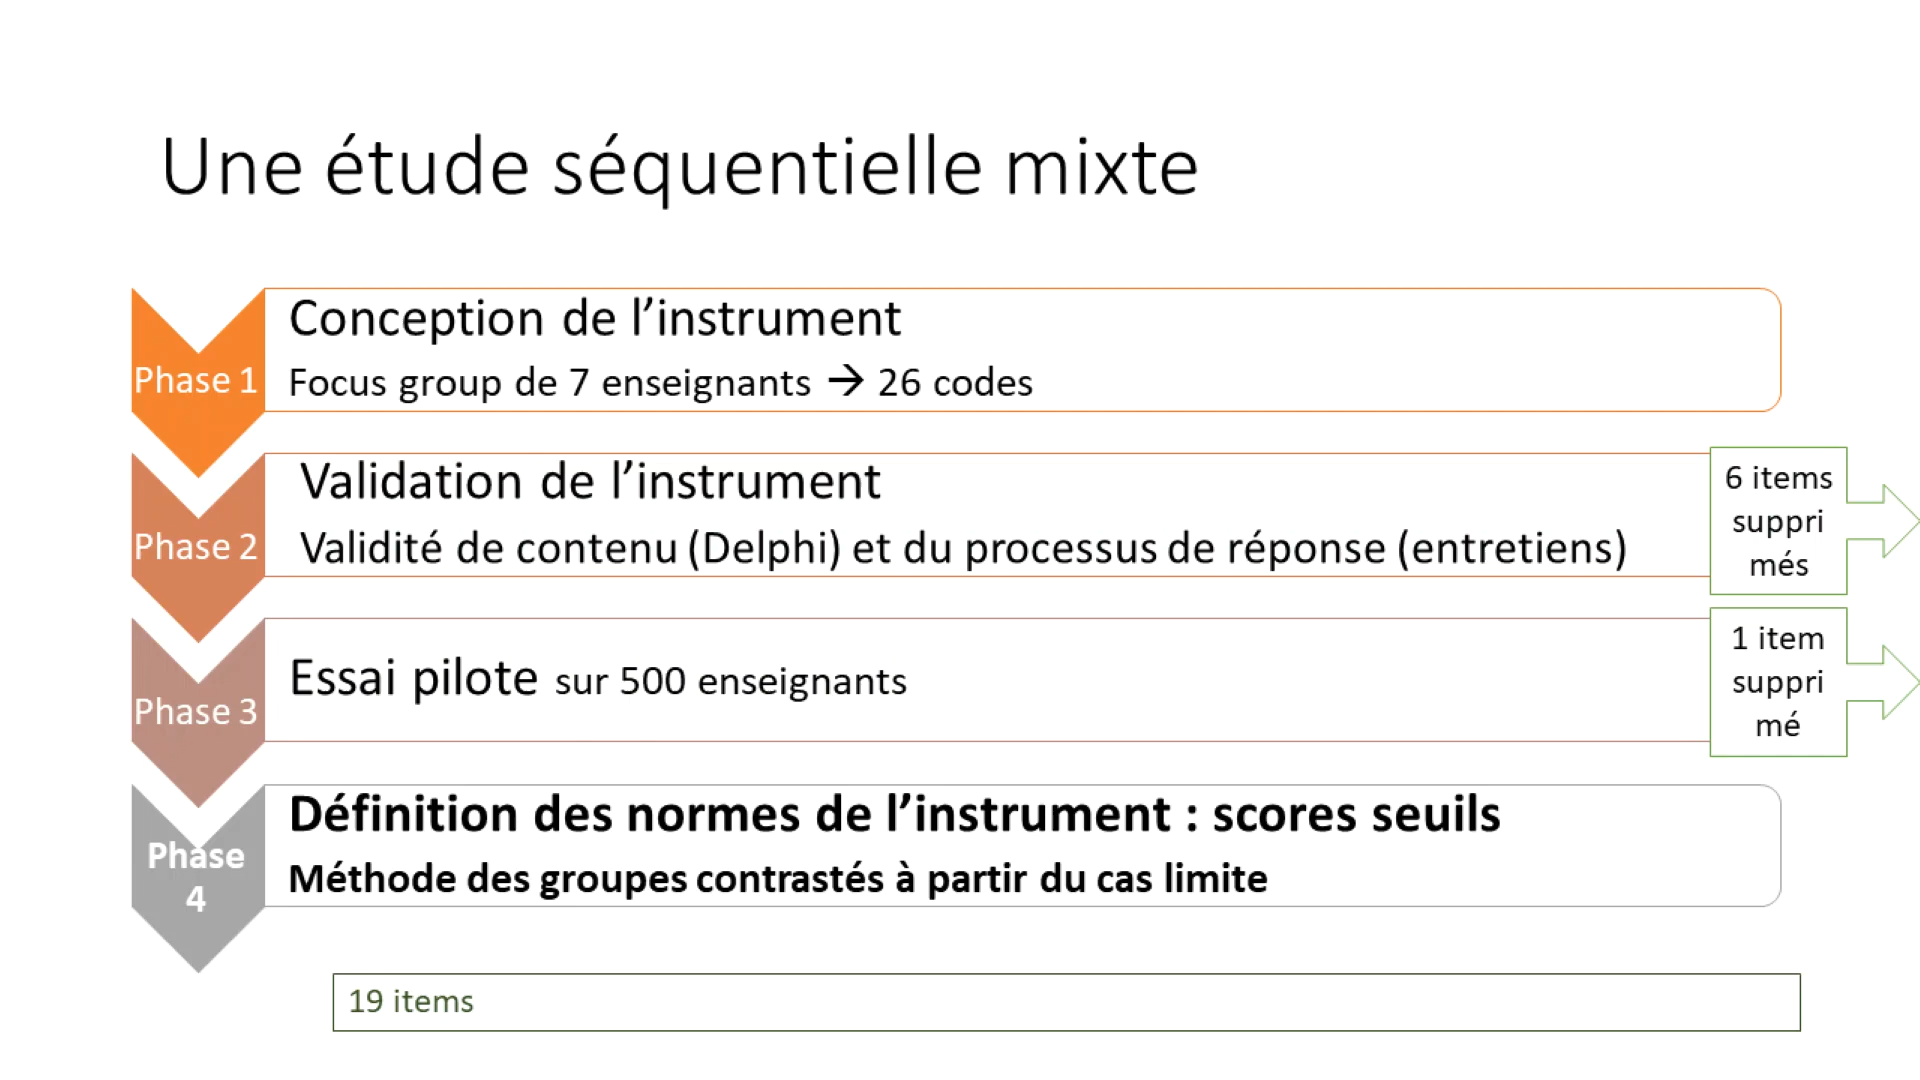 Une étude séquentielle mixte
Phase 1
Conception de l’instrument
Focus group de 7 enseignants → 26 codes
Phase 2
Validation de l’instrument
Validité de contenu (Delphi) et du processus de réponse (entretiens)
6 items
suppri
més
Phase 3
Essai pilote sur 500 enseignants
1 item
suppri
mé
Phase
4
Définition des normes de l’instrument : scores seuils
Méthode des groupes contrastés à partir du cas limite
19 items